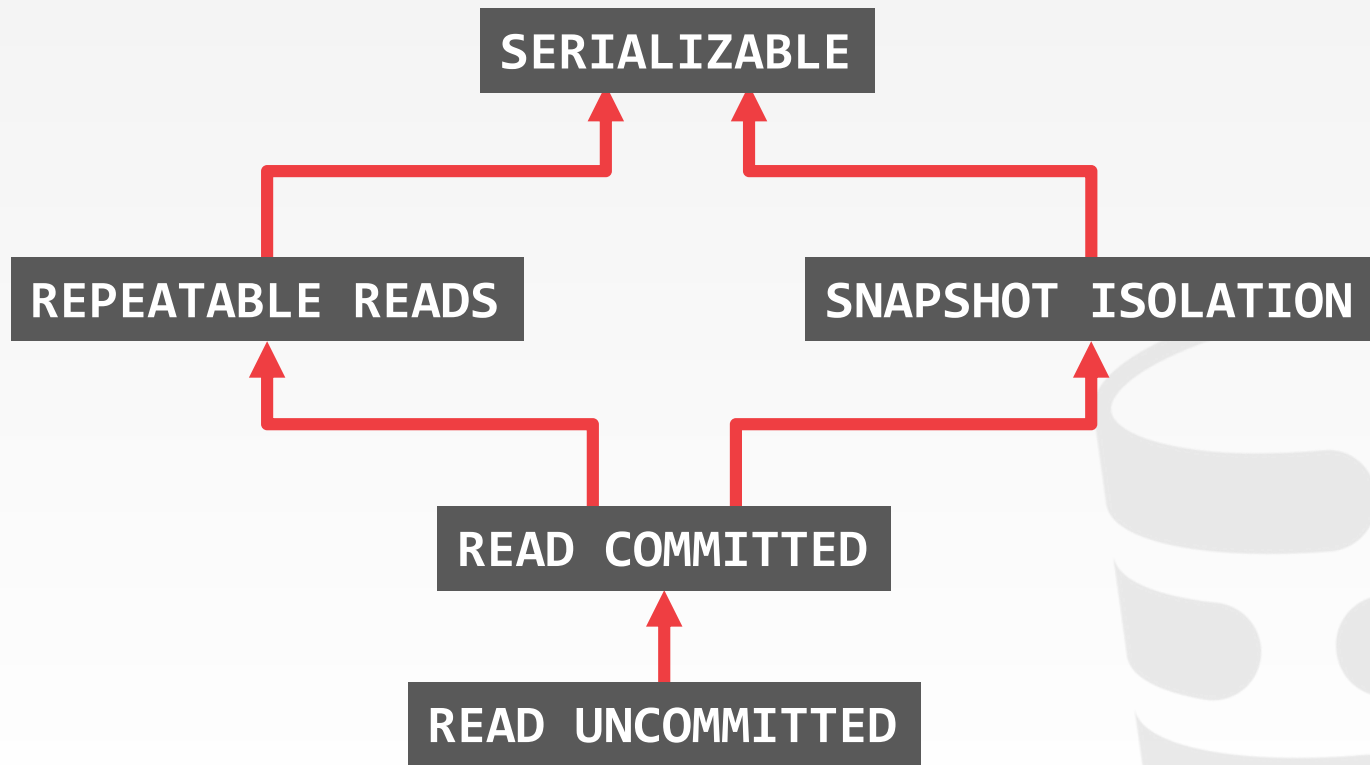 SERIALIZABLE
REPEATABLE READS
SNAPSHOT ISOLATION
READ COMMITTED
READ UNCOMMITTED